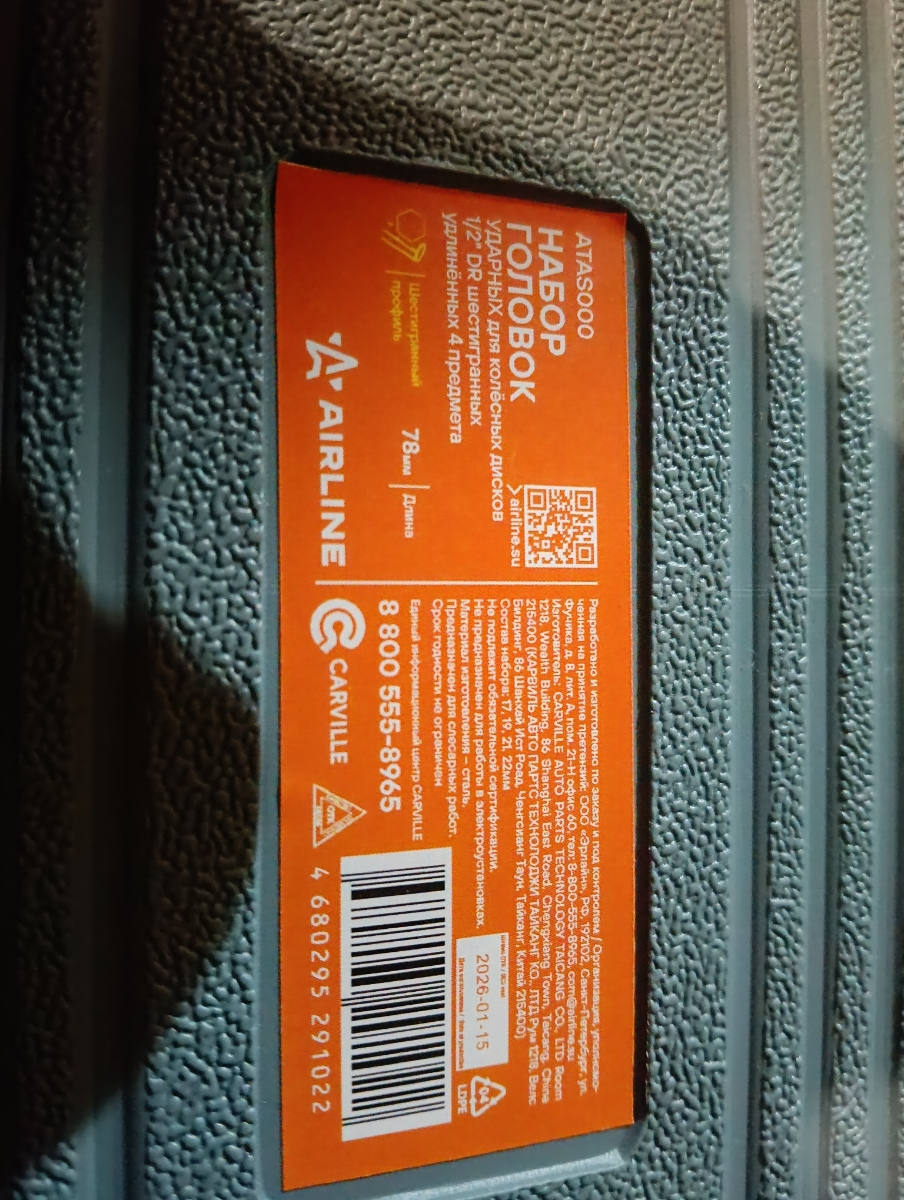 ATAS000
НАБОР
ГОЛОВОК
УДАРНЫХ ДЛЯ КОЛЁСНЫХ ДИСКОВ
1/2" DR шестигранных
удлинённых 4 предмета
Шестигранный
профиль
78мм
Длина
AIRLINE
airline.su
Разработано и изготовлено по заказу и под контролем / Организация, уполномо-
ченная на принятие претензий: ООО «Эрлайн», РФ, 192102, Санкт-Петербург, ул.
Фучика, д. 8, лит. А, пом. 21-Н офис 60, тел: 8-800-555-8965, com@airline.su.
Изготовитель: CARVILLE AUTO PARTS TECHNOLOGY TAICANG CO., LTD Room
1218, Wealth Building, 86 Shanghai East Road, Chengxiang Town, Taicang, China
215400 (КАРВИЛЬ АВТО ПАРТС ТЕХНОЛОДЖИ ТАЙКАНГ КО., ЛТД Рум 1218, Велс
Билдинг, 86 Шанхай Ист Роад, Ченгсианг Таун, Тайканг, Китай 215400)
Состав набора: 17, 19, 21, 22мм
Не подлежит обязательной сертификации.
Не предназначен для работы в электроустановках.
Материал изготовления – сталь.
Предназначен для слесарных работ.
Срок годности не ограничен
Единый информационный центр CARVILLE
8 800 555-8965
CARVILLE
2026-01-15
04
LDPE
4 680295 291022